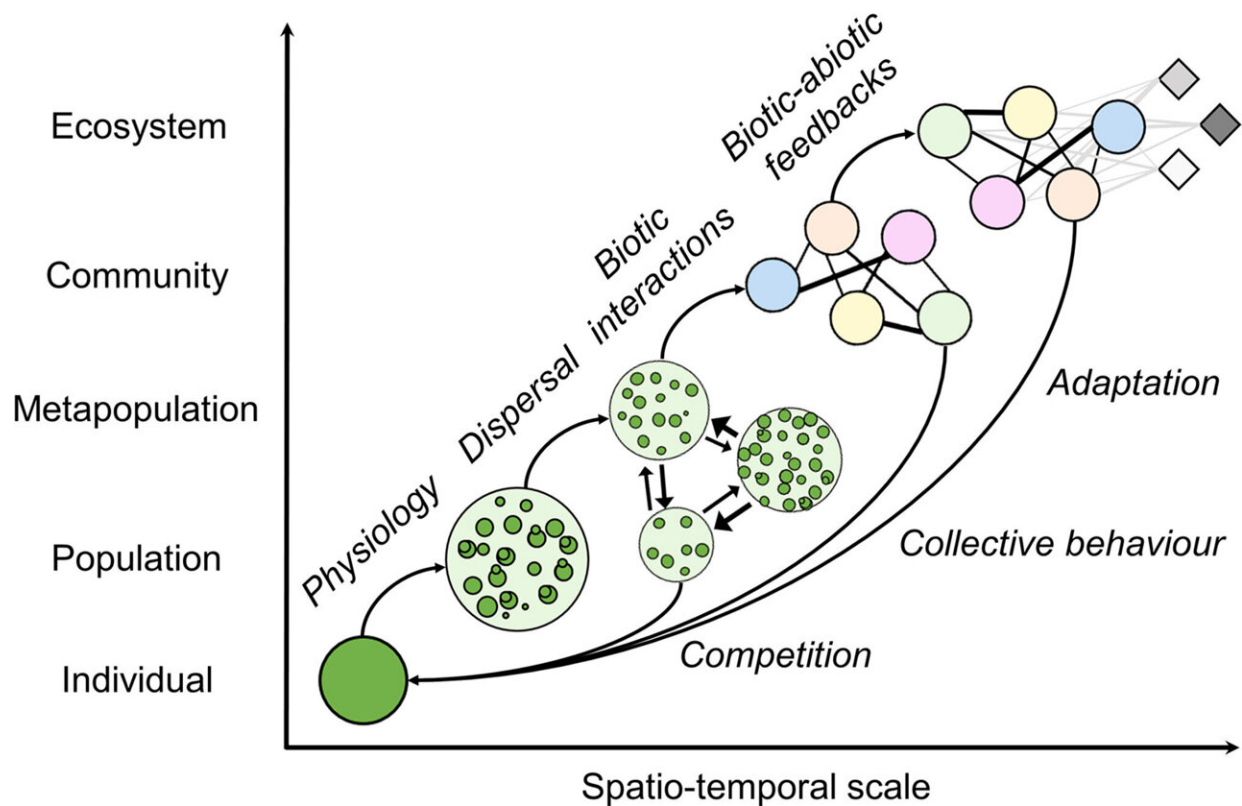 Ecosystem
Community
Metapopulation
Population
Individual
Physiology
Dispersal
Biotic
interactions
Biotic-abiotic
feedbacks
Adaptation
Collective behaviour
Competition
Spatio-temporal scale